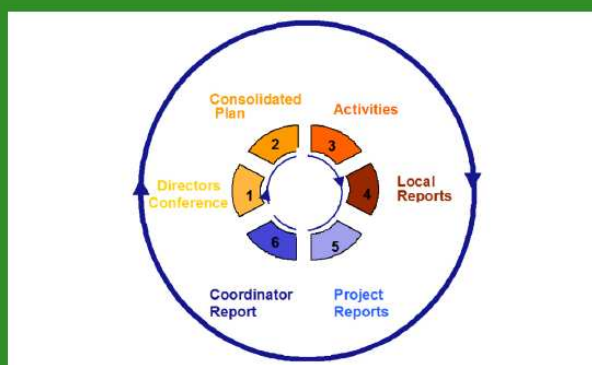 Consolidated
Plan
Activities
2
3
Directors
Conference
1
4
Local
Reports
6
5
Coordinator
Report
Project
Reports